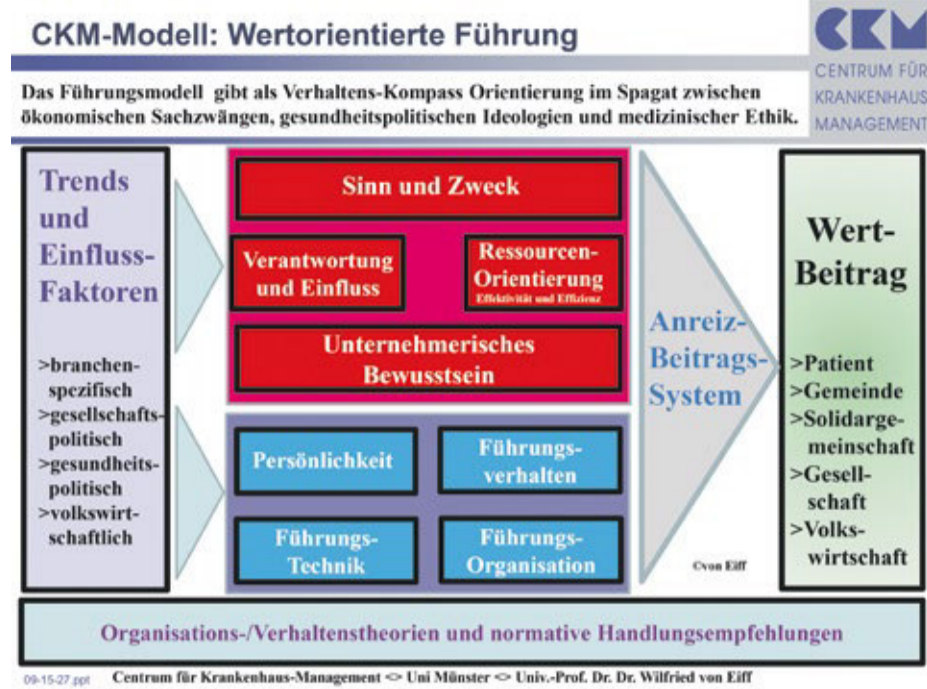 CKM-Modell: Wertorientierte Führung
CKM
CENTRUM FÜR
KRANKENHAUS
MANAGEMENT
Das Führungsmodell gibt als Verhaltens-Kompass Orientierung im Spagat zwischen
ökonomischen Sachzwängen, gesundheitspolitischen Ideologien und medizinischer Ethik.
Trends
und
Einfluss-
Faktoren
>branchen-
spezifisch
>gesellschafts-
politisch
>gesundheits-
politisch
>volkswirt-
schaftlich
Sinn und Zweck
Verantwortung
und Einfluss
Ressourcen-
Orientierung
Effektivität und Effizienz
Unternehmerisches
Bewusstsein
Persönlichkeit
Führungs-
verhalten
Führungs-
Technik
Führungs-
Organisation
Anreiz-
Beitrags-
System
©von Eiff
Wert-
Beitrag
>Patient
>Gemeinde
>Solidarge-
meinschaft
>Gesell-
schaft
>Volks-
wirtschaft
Organisations-/Verhaltenstheorien und normative Handlungsempfehlungen
09-15-27.ppt Centrum für Krankenhaus-Management <> Uni Münster <> Univ.-Prof. Dr. Dr. Wilfried von Eiff